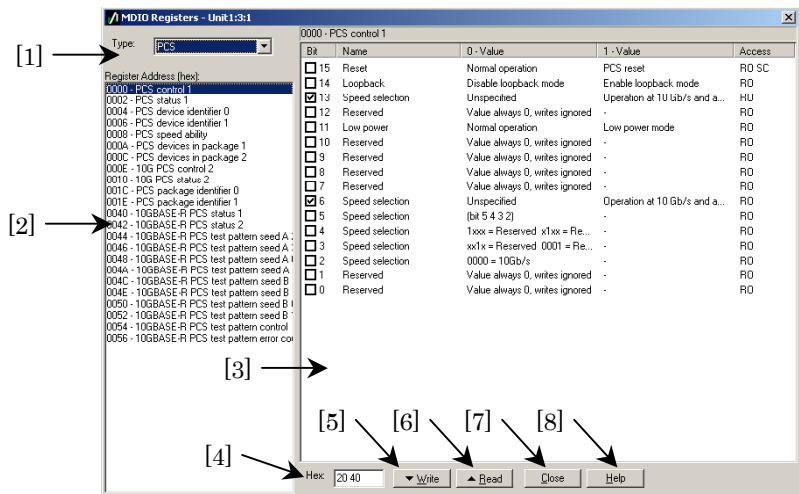 MDIO Registers - Unit1:3:1
[1]
Type: PCS
Register Address (hex):
0000 - PCS control 1
0002 - PCS status 1
0004 - PCS device identifier 0
0006 - PCS device identifier 1
0008 - PCS speed ability
000A - PCS devices in package 1
000C - PCS devices in package 2
000E - 10G PCS control 2
0010 - 10G PCS status 2
001C - PCS package identifier 0
001E - PCS package identifier 1
0040 - 10GBASE-R PCS status 1
[2]
0042 - 10GBASE-R PCS status 2
0044 - 10GBASE-R PCS test pattern seed A
0046 - 10GBASE-R PCS test pattern seed A
0048 - 10GBASE-R PCS test pattern seed A
004A - 10GBASE-R PCS test pattern seed A
004C - 10GBASE-R PCS test pattern seed B
004E - 10GBASE-R PCS test pattern seed B
0050 - 10GBASE-R PCS test pattern seed B
0052 - 10GBASE-R PCS test pattern seed B
0054 - 10GBASE-R PCS test pattern control
0056 - 10GBASE-R PCS test pattern error cou
0000 - PCS control 1
Bit Name 0 - Value 1 - Value Access
15 Reset Normal operation PCS reset RO SC
14 Loopback Disable loopback mode Enable loopback mode RO
13 Speed selection Unspecified Operation at 10 Gb/s and a... RO
12 Reserved Value always 0, writes ignored - RO
11 Low power Normal operation Low power mode RO
10 Reserved Value always 0, writes ignored - RO
9 Reserved Value always 0, writes ignored - RO
8 Reserved Value always 0, writes ignored - RO
7 Reserved Value always 0, writes ignored - RO
6 Speed selection Unspecified Operation at 10 Gb/s and a... RO
5 Speed selection (bit 5 4 3 2) - RO
4 Speed selection 1xxx = Reserved x1xx = Re... - RO
3 Speed selection xx1x = Reserved 0001 = Re... - RO
2 Speed selection 0000 = 10Gb/s - RO
1 Reserved Value always 0, writes ignored - RO
0 Reserved Value always 0, writes ignored - RO
[3]
[5] [6] [7] [8]
[4]
Hex: 20 40 Write Read Close Help